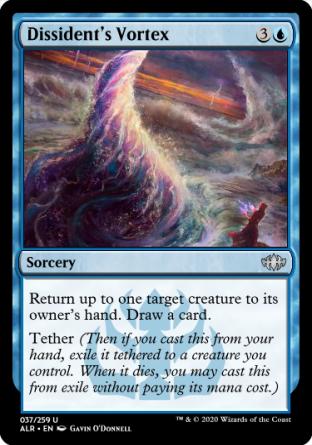 Dissident's Vortex 3
Sorcery
Return up to one target creature to its
owner's hand. Draw a card.
Tether (Then if you cast this from your
hand, exile it tethered to a creature you
control. When it dies, you may cast this
from exile without paying its mana cost.)
037/259 U
ALR • EN Gavin O'Donnell
™ & © 2020 Wizards of the Coast